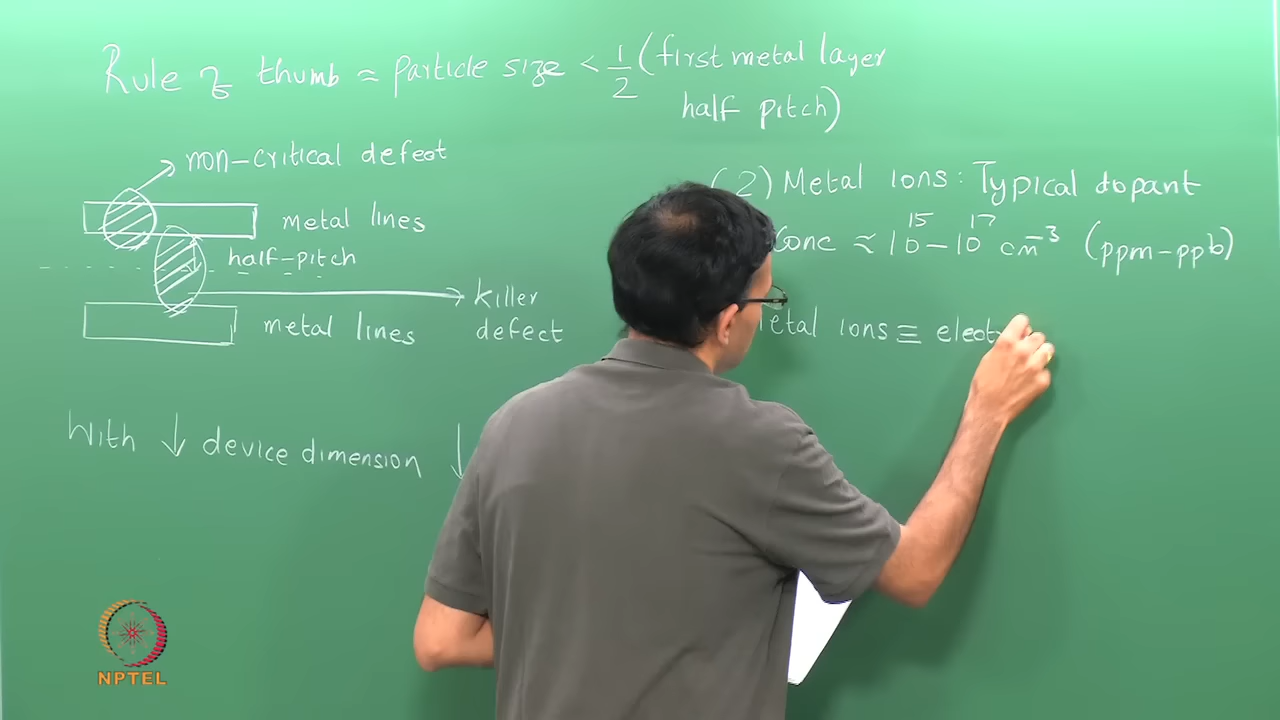 Rule of thumb ≈ particle size < 1/2 (first metal layer
half pitch)
non-critical defect
metal lines
half-pitch
killer
defect
metal lines
With ↓ device dimension ↓
(2) Metal ions: Typical dopant
conc ≈ 10^15 – 10^17 cm^-3 (ppm-ppb)
ions ≡
NPTEL